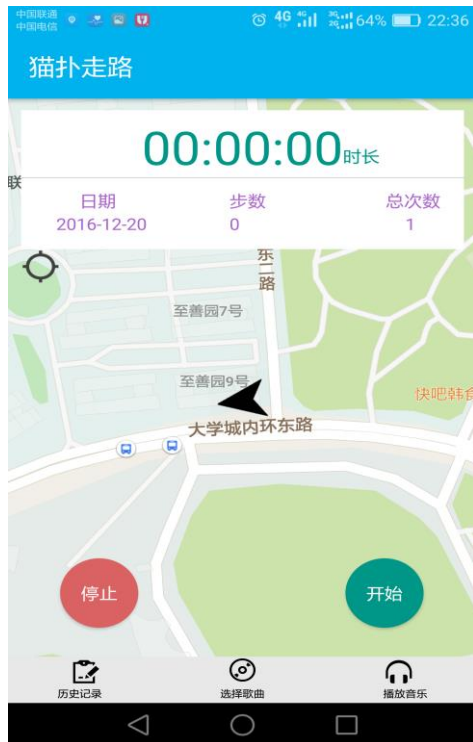 中国联通
中国电信
4G 4G 3G 2G 64% 22:36
猫扑走路
00:00:00时长
联
日期 步数 总次数
2016-12-20 0 1
东二路
至善园7号
至善园9号
快吧韩食
大学城内环东路
停止 开始
历史记录 选择歌曲 播放音乐